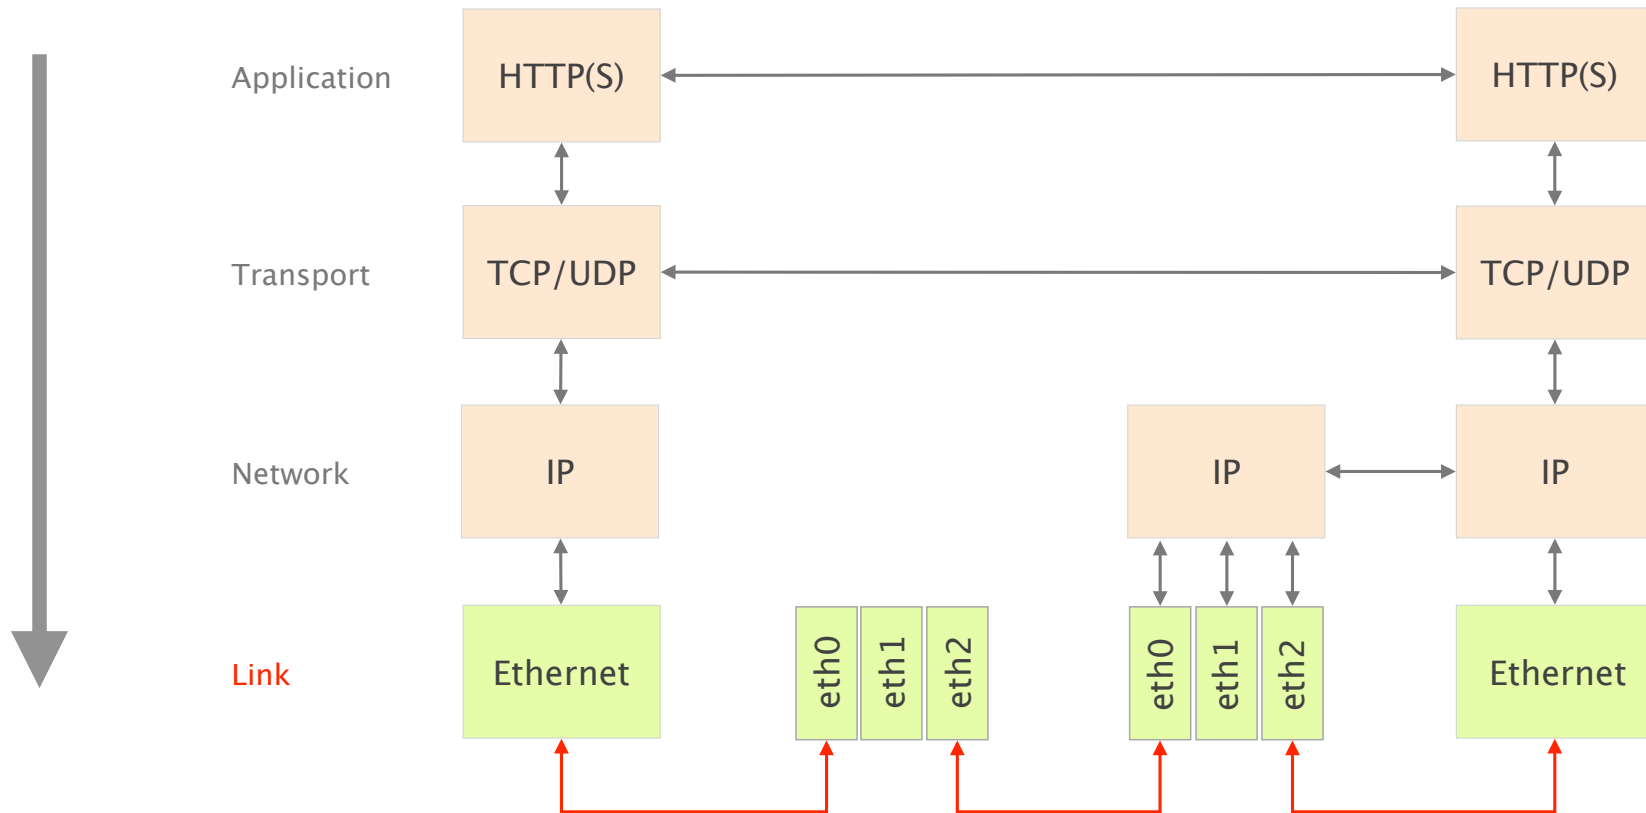 Application
HTTP(S)
HTTP(S)
Transport
TCP/UDP
TCP/UDP
Network
IP
IP
IP
Link
Ethernet
eth0
eth1
eth2
eth0
eth1
eth2
Ethernet